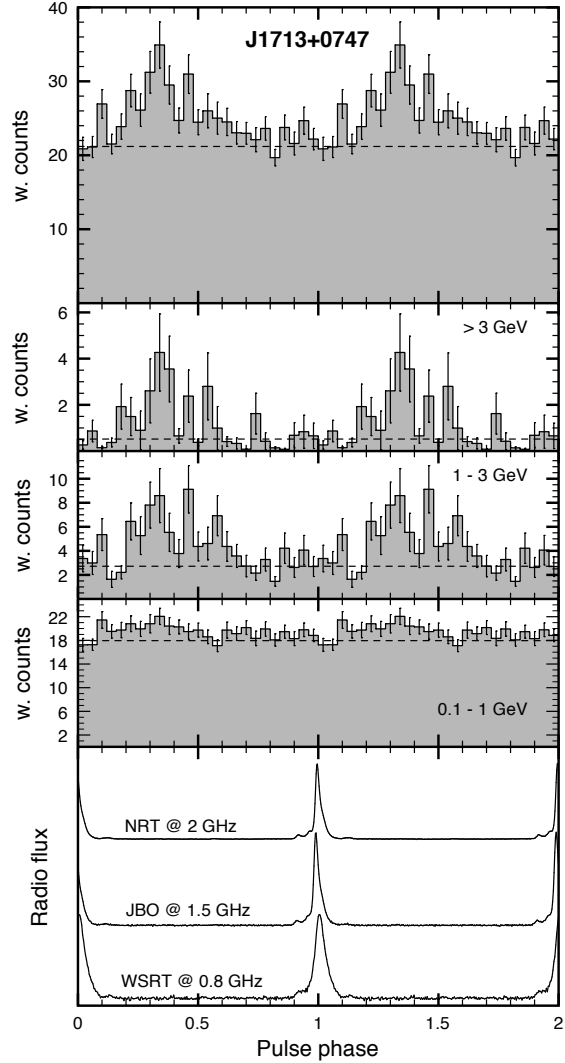 J1713+0747
w. counts
40
30
20
10
> 3 GeV
w. counts
6
4
2
1 - 3 GeV
w. counts
10
8
6
4
2
w. counts
22
18
14
10
6
2
0.1 - 1 GeV
Radio flux
NRT @ 2 GHz
JBO @ 1.5 GHz
WSRT @ 0.8 GHz
0 0.5 1 1.5 2
Pulse phase